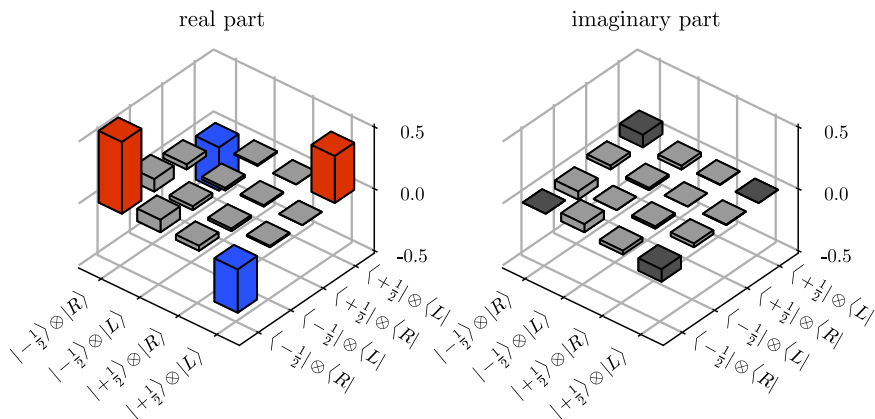 real part
0.5
0.0
-0.5
|−1/2⟩⊗|R⟩
|−1/2⟩⊗|L⟩
|+1/2⟩⊗|R⟩
|+1/2⟩⊗|L⟩
⟨−1/2|⊗⟨R|
⟨−1/2|⊗⟨L|
⟨+1/2|⊗⟨R|
⟨+1/2|⊗⟨L|
imaginary part
0.5
0.0
-0.5
|−1/2⟩⊗|R⟩
|−1/2⟩⊗|L⟩
|+1/2⟩⊗|R⟩
|+1/2⟩⊗|L⟩
⟨−1/2|⊗⟨R|
⟨−1/2|⊗⟨L|
⟨+1/2|⊗⟨R|
⟨+1/2|⊗⟨L|